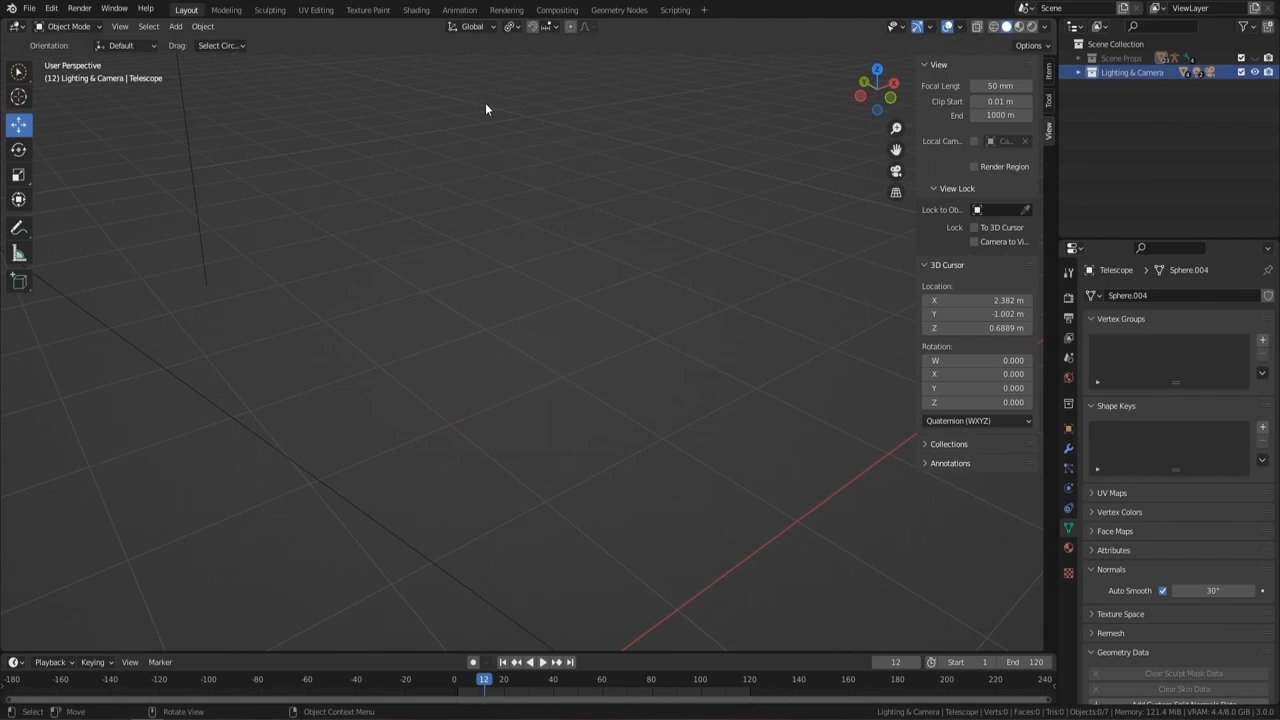 File Edit Render Window Help Layout Modeling Sculpting UV Editing Texture Paint Shading Animation Rendering Compositing Geometry Nodes Scripting + Scene ViewLayer
Object Mode View Select Add Object Global
Orientation: Default Drag: Select Circ... Options
User Perspective
(12) Lighting & Camera | Telescope
Z
Y
X
View
Focal Lengt 50 mm
Clip Start 0.01 m
End 1000 m
Local Cam... Ca...
Render Region
View Lock
Lock to Ob...
Lock To 3D Cursor
Camera to Vi...
3D Cursor
Location:
X 2.382 m
Y -1.002 m
Z 0.6889 m
Rotation:
W 0.000
X 0.000
Y 0.000
Z 0.000
Quaternion (WXYZ)
Collections
Annotations
Item
Tool
View
Scene Collection
Scene Props
Lighting & Camera
Telescope > Sphere.004
Sphere.004
Vertex Groups
Shape Keys
UV Maps
Vertex Colors
Face Maps
Attributes
Normals
Auto Smooth 30°
Texture Space
Remesh
Geometry Data
Clear Sculpt Mask Data
Clear Skin Data
Playback Keying View Marker 12 Start 1 End 120
-180 -160 -140 -120 -100 -80 -60 -40 -20 0 12 20 40 60 80 100 120 140 160 180 200 220 240
Select Move Rotate View Object Context Menu Lighting & Camera | Telescope | Verts:0 | Faces:0 | Tris:0 | Objects:0/7 | Memory: 121.4 MiB | VRAM: 4.4/8.0 GiB | 3.0.0